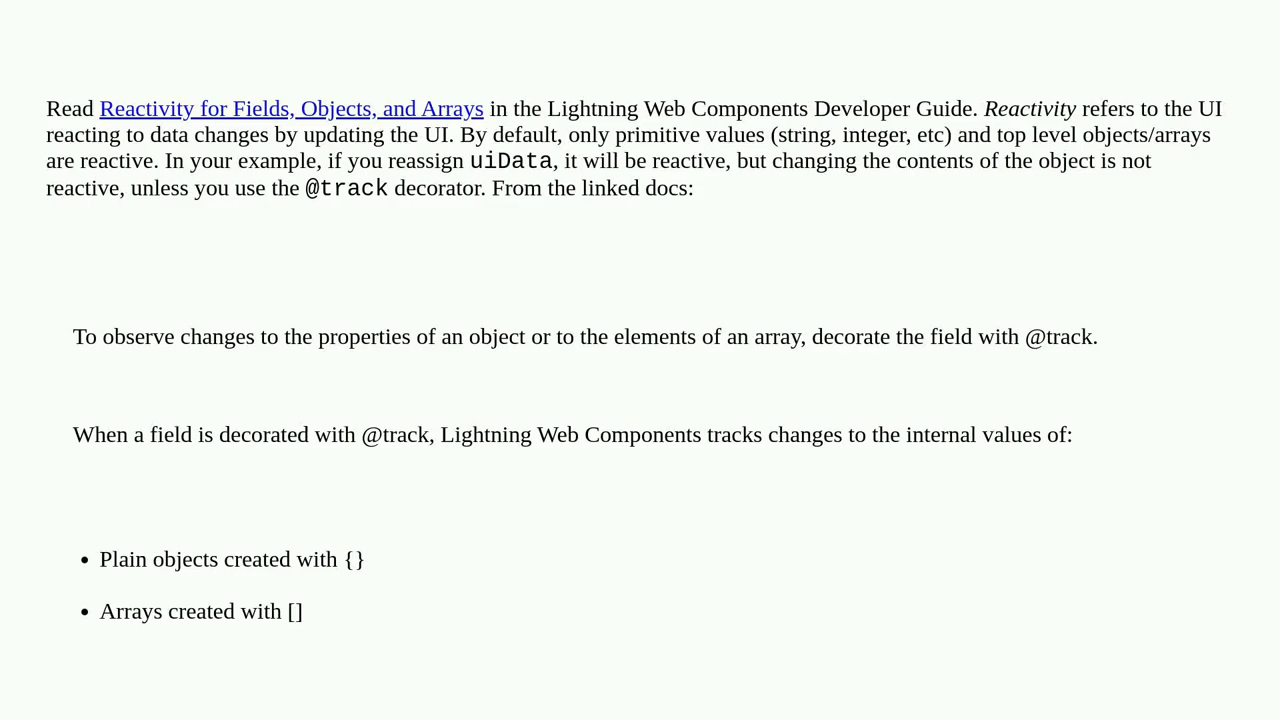 Read Reactivity for Fields, Objects, and Arrays in the Lightning Web Components Developer Guide. Reactivity refers to the UI
reacting to data changes by updating the UI. By default, only primitive values (string, integer, etc) and top level objects/arrays
are reactive. In your example, if you reassign uiData, it will be reactive, but changing the contents of the object is not
reactive, unless you use the @track decorator. From the linked docs:
To observe changes to the properties of an object or to the elements of an array, decorate the field with @track.
When a field is decorated with @track, Lightning Web Components tracks changes to the internal values of:
• Plain objects created with {}
• Arrays created with []